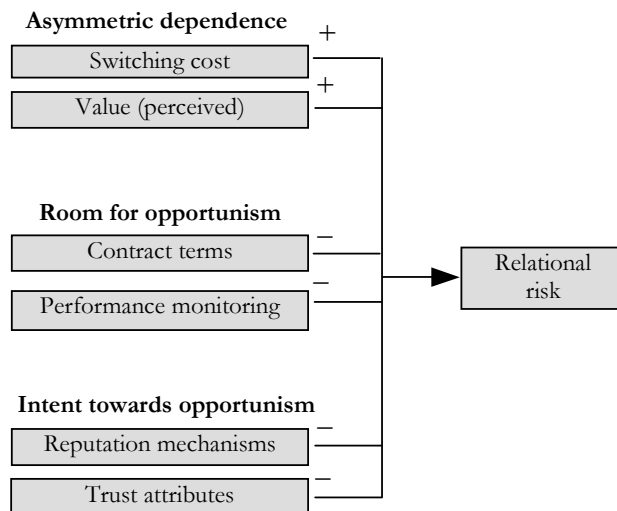 Asymmetric dependence
+
Switching cost
+
Value (perceived)
Room for opportunism
−
Contract terms
−
Performance monitoring
Relational
risk
Intent towards opportunism
−
Reputation mechanisms
−
Trust attributes